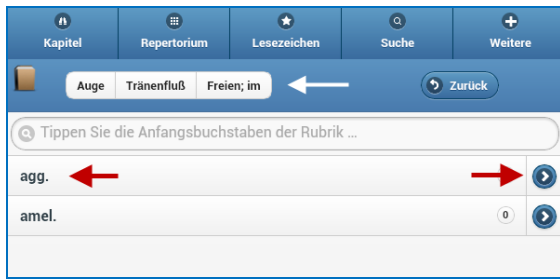 Kapitel Repertorium Lesezeichen Suche Weitere
Auge Tränenfluß Freien; im Zurück
Tippen Sie die Anfangsbuchstaben der Rubrik ...
agg.
amel. 0